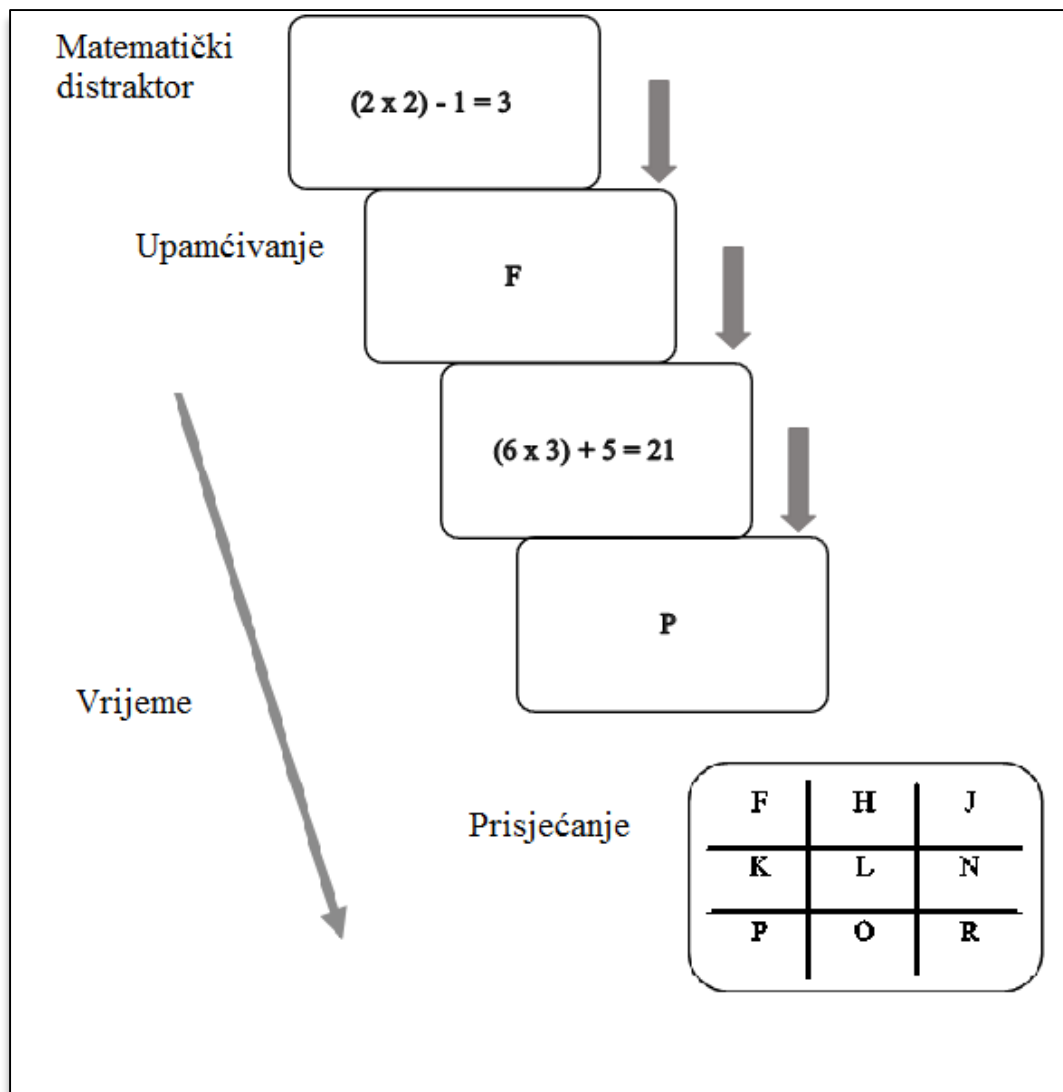 Matematički
distraktor
(2 x 2) - 1 = 3
Upamćivanje
F
(6 x 3) + 5 = 21
P
Vrijeme
Prisjećanje
F H J
K L N
P O R